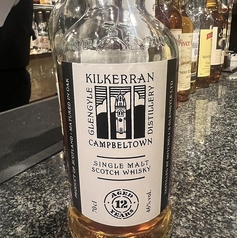 KILKERRAN
GLENGYLE
DISTILLERY
CAMPBELTOWN
SINGLE MALT
SCOTCH WHISKY
AGED
12
YEARS
70cl
46% vol.